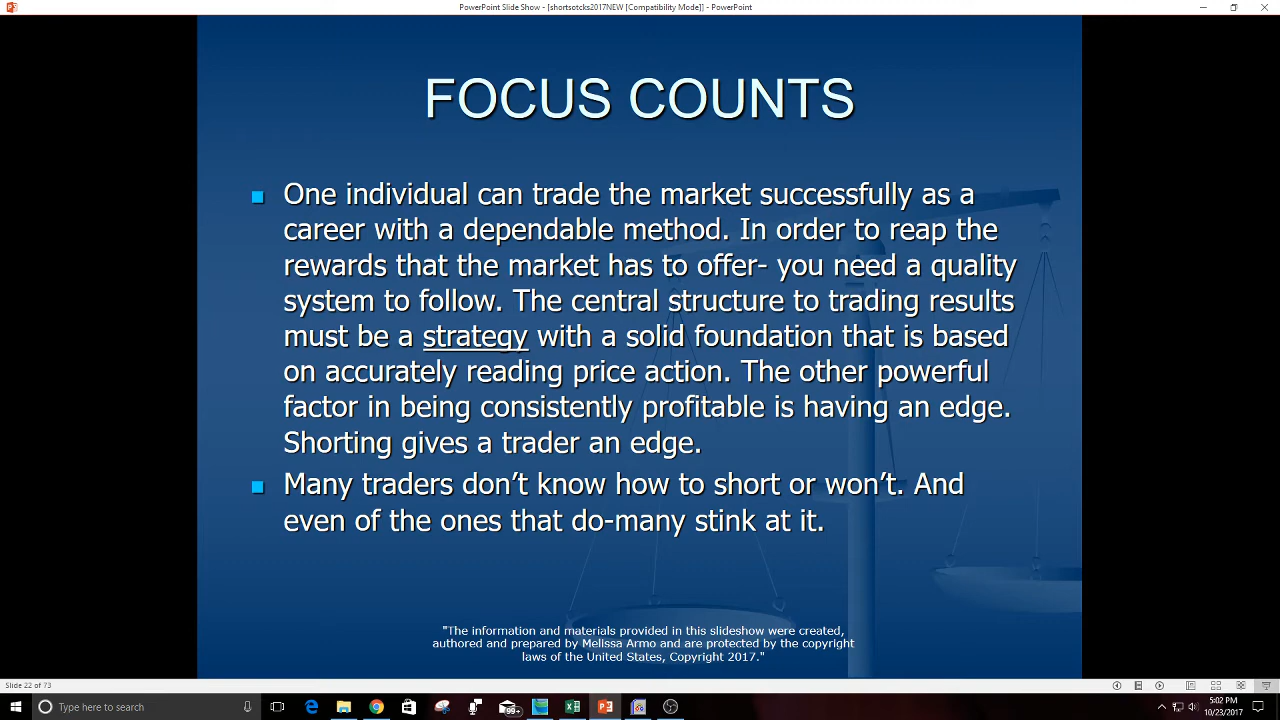 PowerPoint Slide Show - [shortsotcks2017NEW [Compatibility Mode]] - PowerPoint
FOCUS COUNTS
One individual can trade the market successfully as a
career with a dependable method. In order to reap the
rewards that the market has to offer- you need a quality
system to follow. The central structure to trading results
must be a strategy with a solid foundation that is based
on accurately reading price action. The other powerful
factor in being consistently profitable is having an edge.
Shorting gives a trader an edge.
Many traders don’t know how to short or won’t. And
even of the ones that do-many stink at it.
"The information and materials provided in this slideshow were created,
authored and prepared by Melissa Armo and are protected by the copyright
laws of the United States, Copyright 2017."
Slide 22 of 73
Type here to search
99+
5:02 PM
10/23/2017